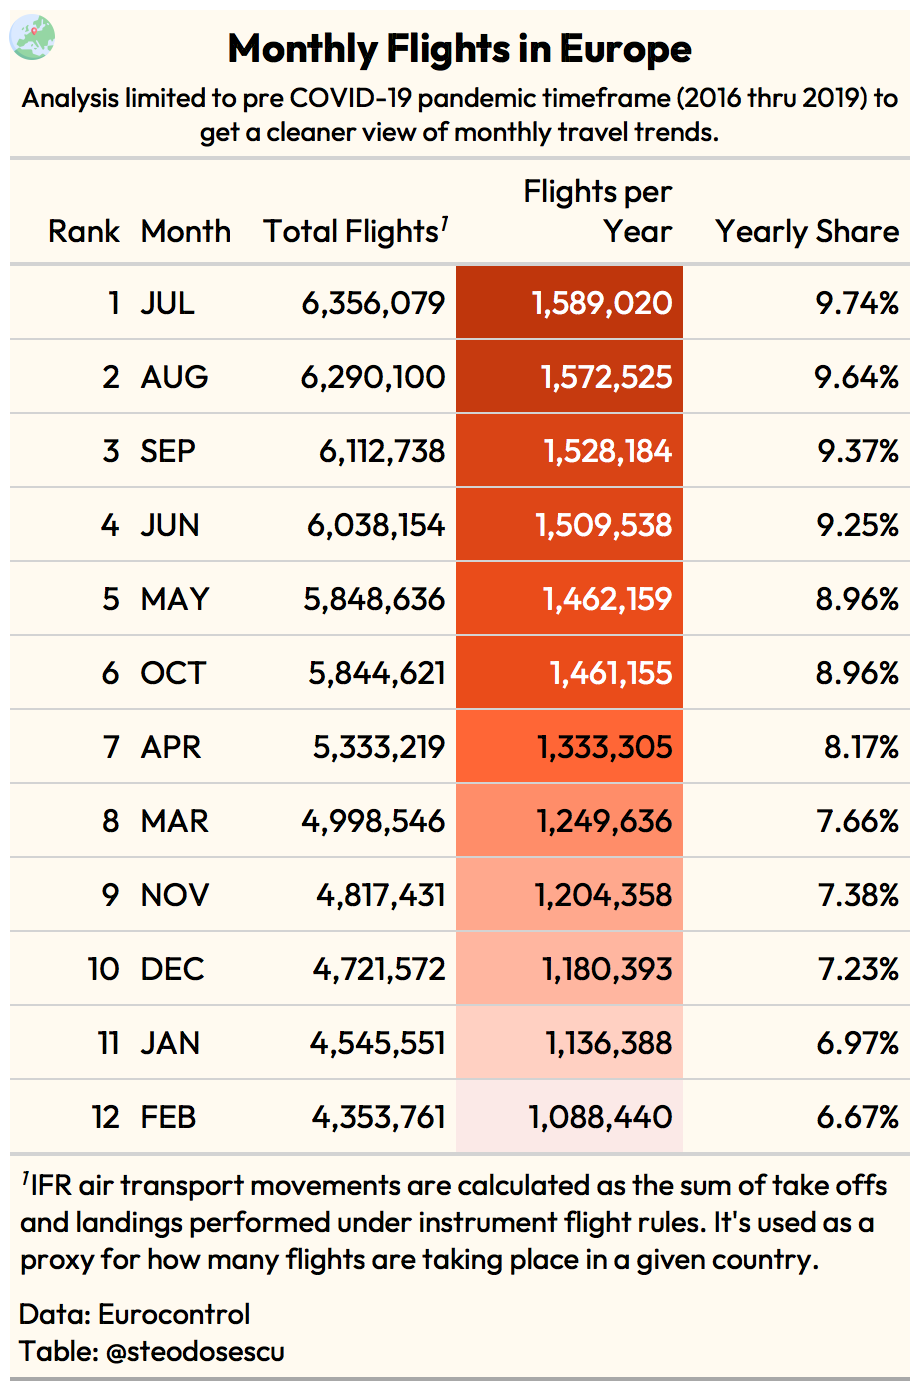 Monthly Flights in Europe
Analysis limited to pre COVID-19 pandemic timeframe (2016 thru 2019) to
get a cleaner view of monthly travel trends.
Rank Month Total Flights¹ Flights per Year Yearly Share
1 JUL 6,356,079 1,589,020 9.74%
2 AUG 6,290,100 1,572,525 9.64%
3 SEP 6,112,738 1,528,184 9.37%
4 JUN 6,038,154 1,509,538 9.25%
5 MAY 5,848,636 1,462,159 8.96%
6 OCT 5,844,621 1,461,155 8.96%
7 APR 5,333,219 1,333,305 8.17%
8 MAR 4,998,546 1,249,636 7.66%
9 NOV 4,817,431 1,204,358 7.38%
10 DEC 4,721,572 1,180,393 7.23%
11 JAN 4,545,551 1,136,388 6.97%
12 FEB 4,353,761 1,088,440 6.67%
¹IFR air transport movements are calculated as the sum of take offs
and landings performed under instrument flight rules. It's used as a
proxy for how many flights are taking place in a given country.
Data: Eurocontrol
Table: @steodosescu